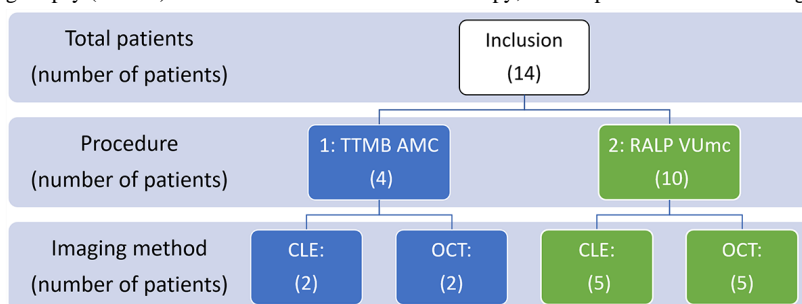 Total patients
(number of patients)
Inclusion
(14)
Procedure
(number of patients)
1: TTMB AMC
(4)
2: RALP VUmc
(10)
Imaging method
(number of patients)
CLE:
(2)
OCT:
(2)
CLE:
(5)
OCT:
(5)